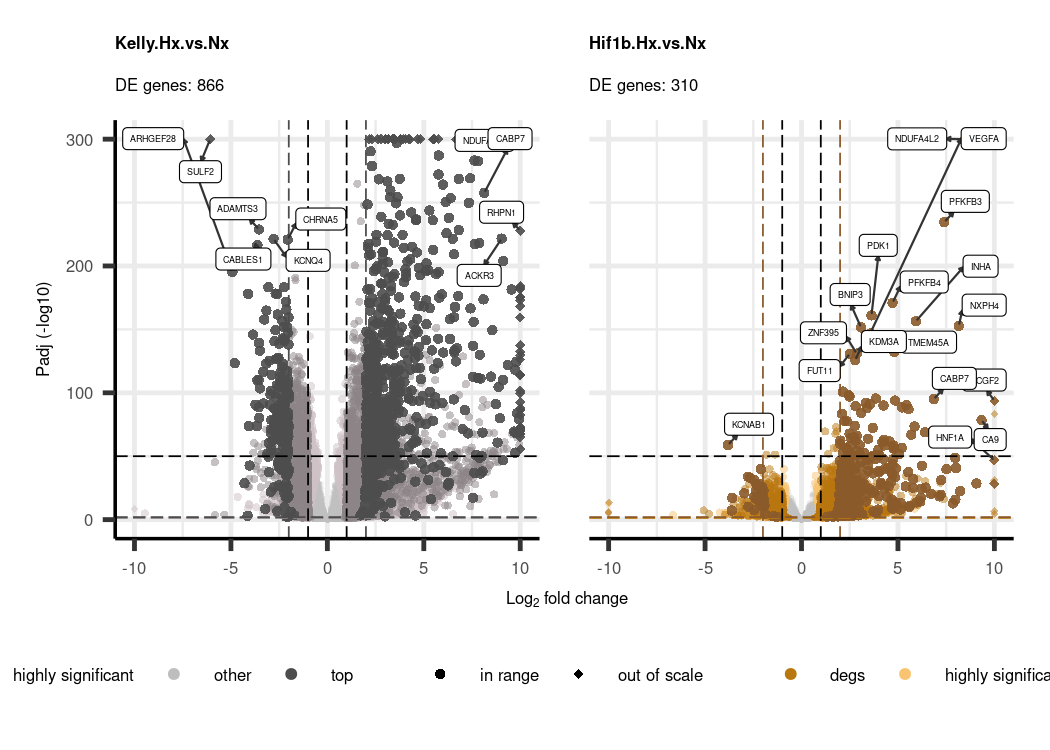 Kelly.Hx.vs.Nx
DE genes: 866
Padj (-log10)
300
200
100
0
ARHGEF28
SULF2
ADAMTS3
CABLES1
CHRNA5
KCNQ4
CABP7
RHPN1
ACKR3
-10
-5
0
5
10
Hif1b.Hx.vs.Nx
DE genes: 310
NDUFA4L2
VEGFA
PFKFB3
PDK1
INHA
PFKFB4
BNIP3
NXPH4
ZNF395
KDM3A
TMEM45A
FUT11
CABP7
KCNAB1
HNF1A
CA9
-10
-5
0
5
10
Log2 fold change
highly significant
other
top
in range
out of scale
degs
highly